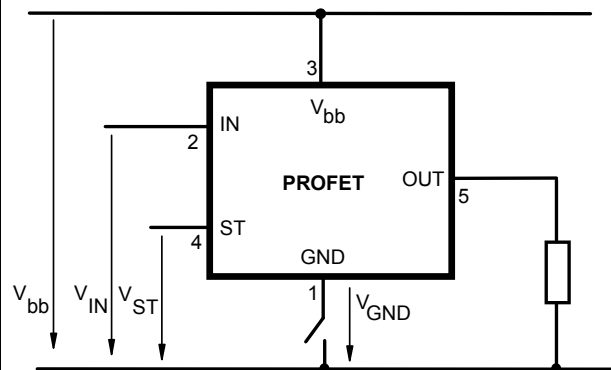 3
V_bb
2
IN
PROFET
OUT
5
4
ST
GND
1
V_bb
V_IN
V_ST
V_GND